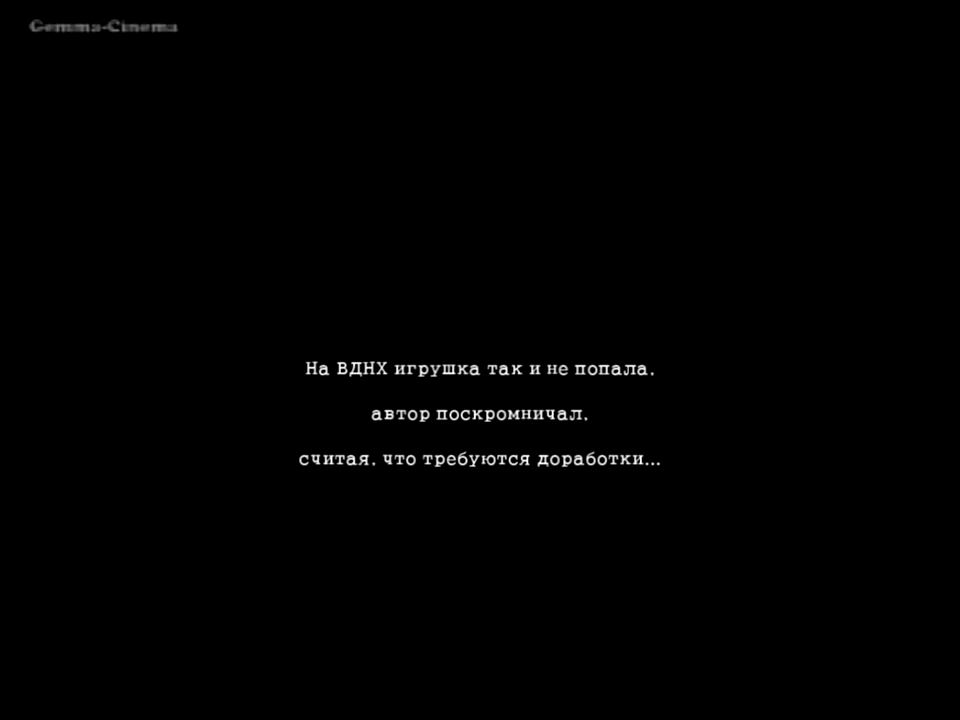 Gemma-Cinema
На ВДНХ игрушка так и не попала,
автор поскромничал,
считая, что требуются доработки...